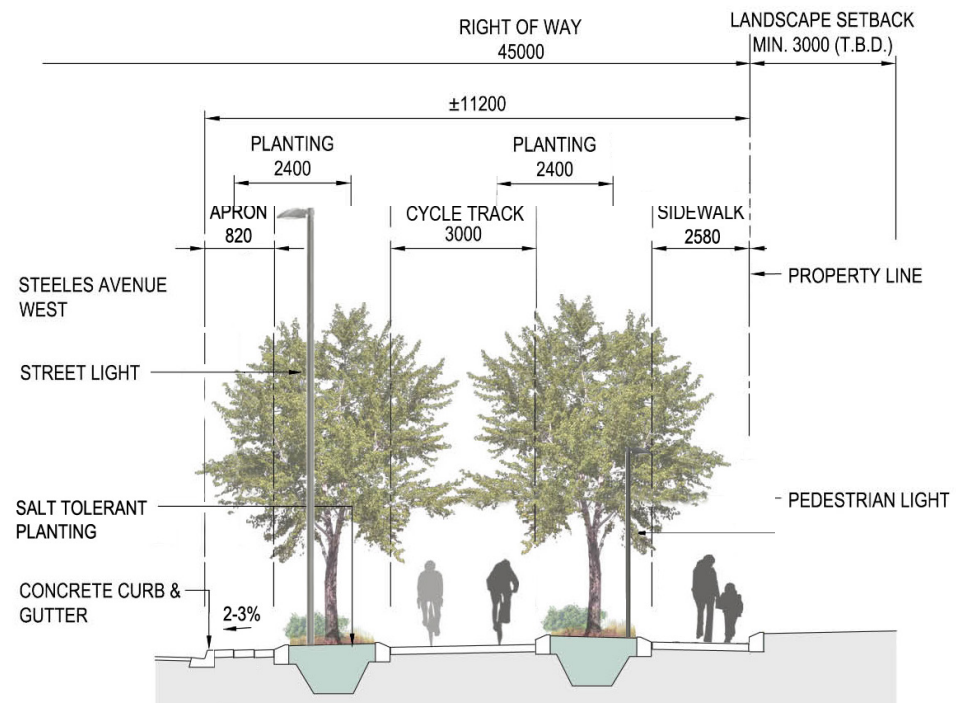 RIGHT OF WAY
45000
LANDSCAPE SETBACK
MIN. 3000 (T.B.D.)
±11200
PLANTING
2400
PLANTING
2400
APRON
820
CYCLE TRACK
3000
SIDEWALK
2580
STEELES AVENUE
WEST
PROPERTY LINE
STREET LIGHT
SALT TOLERANT
PLANTING
PEDESTRIAN LIGHT
CONCRETE CURB &
GUTTER
2-3%